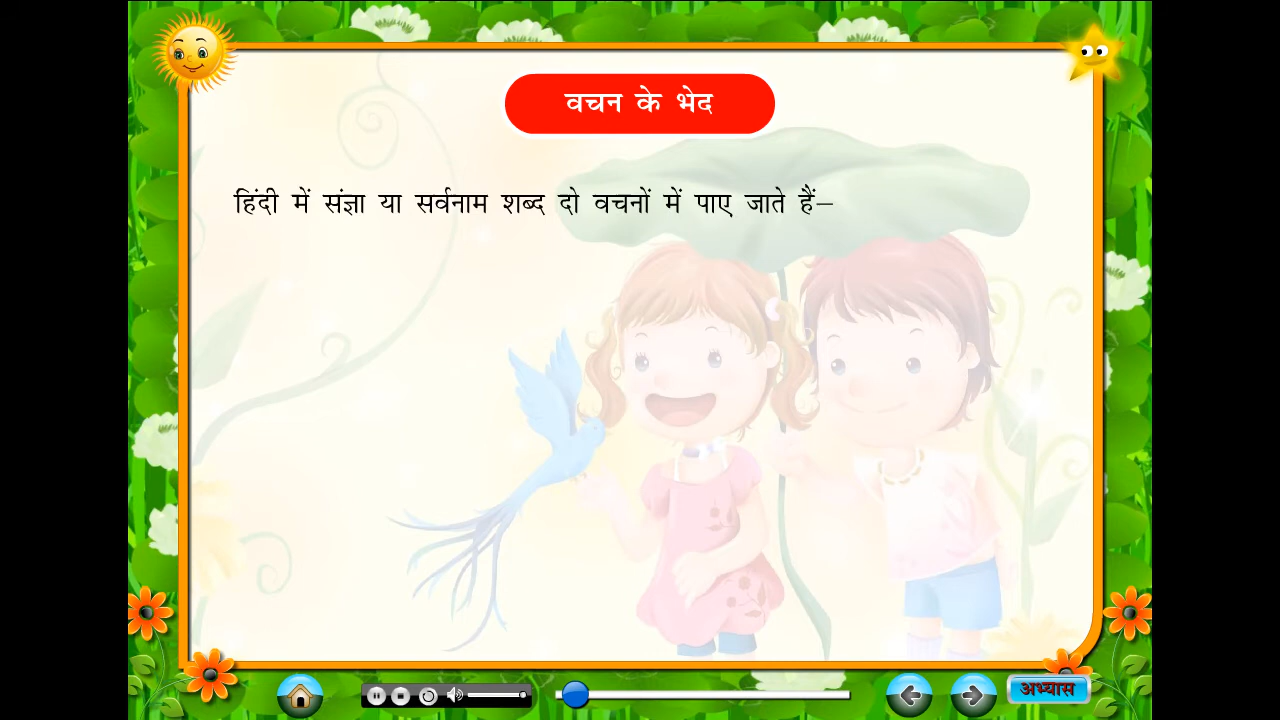 वचन के भेद
हिंदी में संज्ञा या सर्वनाम शब्द दो वचनों में पाए जाते हैं–
अभ्यास